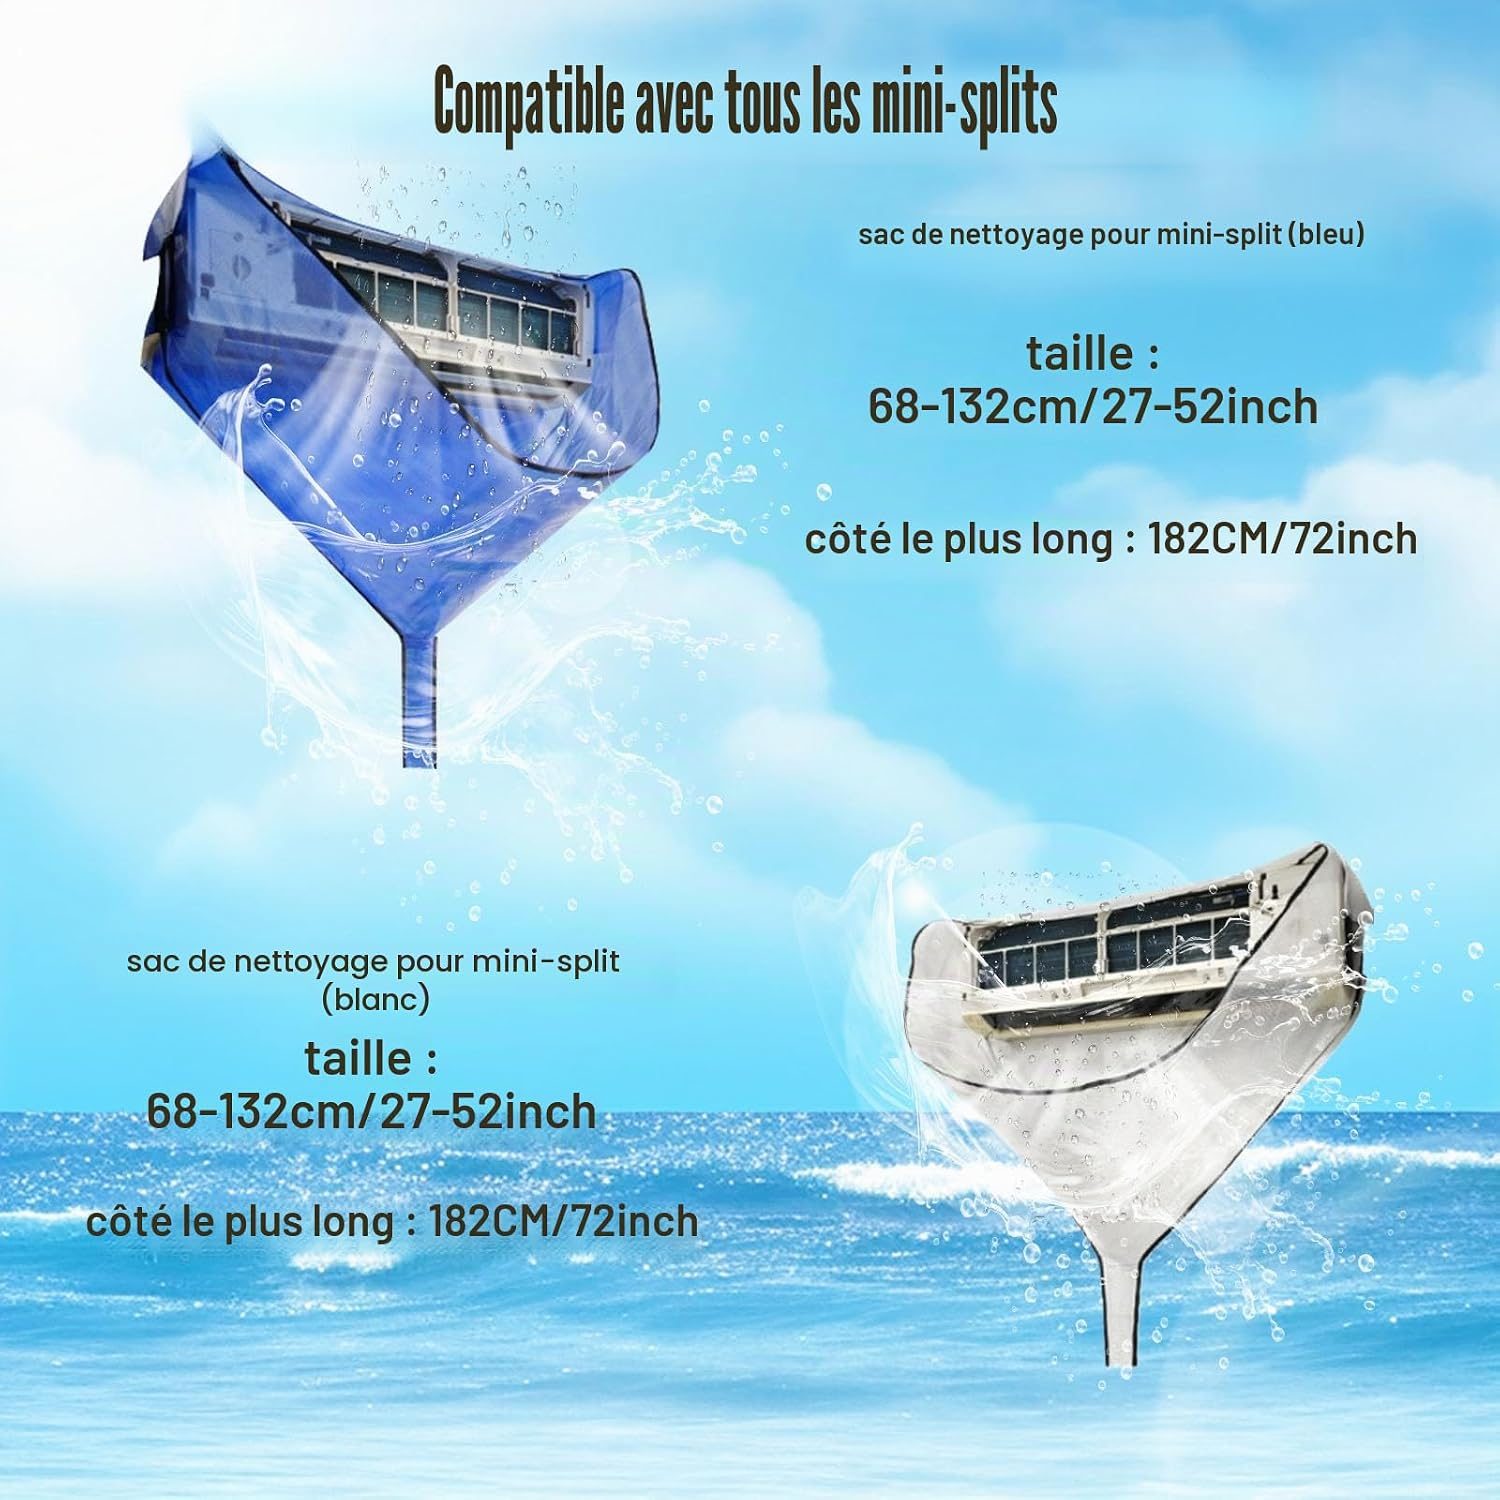 Compatible avec tous les mini-splits
sac de nettoyage pour mini-split (bleu)
taille :
68-132cm/27-52inch
côté le plus long : 182CM/72inch
sac de nettoyage pour mini-split
(blanc)
taille :
68-132cm/27-52inch
côté le plus long : 182CM/72inch